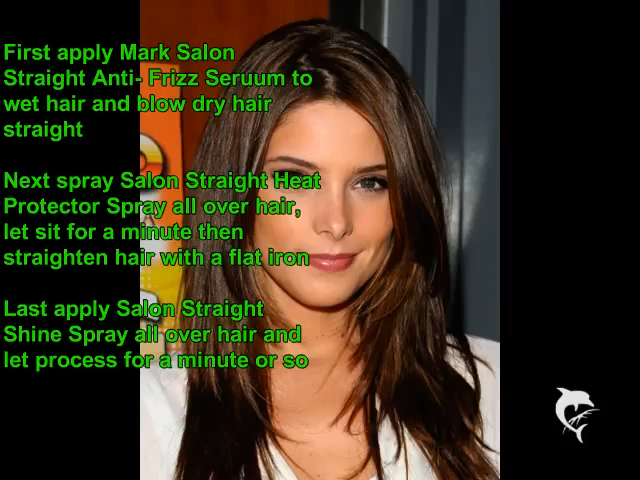 First apply Mark Salon
Straight Anti- Frizz Seruum to
wet hair and blow dry hair
straight
Next spray Salon Straight Heat
Protector Spray all over hair,
let sit for a minute then
straighten hair with a flat iron
Last apply Salon Straight
Shine Spray all over hair and
let process for a minute or so